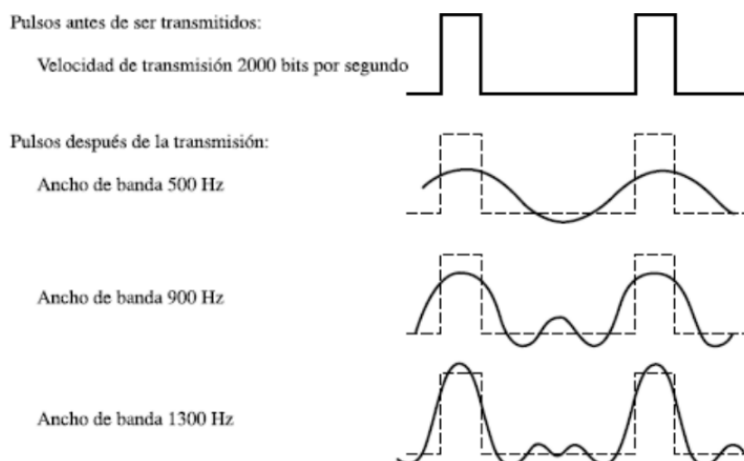 Pulsos antes de ser transmitidos:
Velocidad de transmisión 2000 bits por segundo
Pulsos después de la transmisión:
Ancho de banda 500 Hz
Ancho de banda 900 Hz
Ancho de banda 1300 Hz